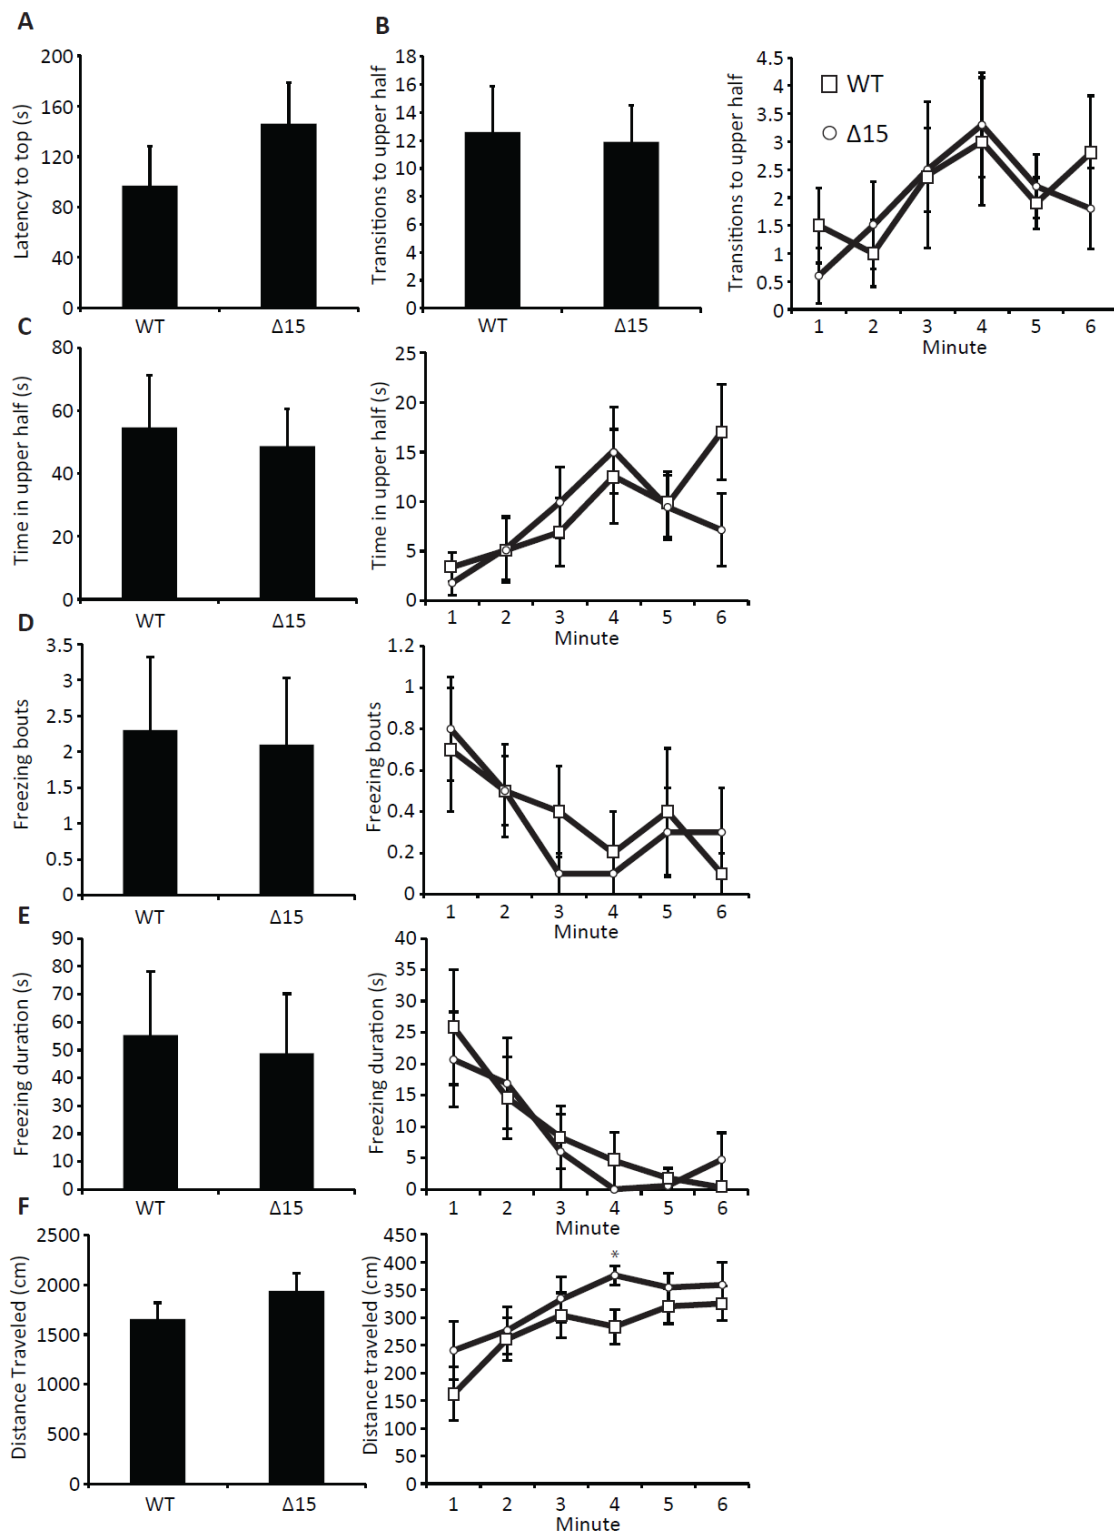 A
Latency to top (s)
200
160
120
80
40
0
WT Δ15
B
Transitions to upper half
18
16
14
12
10
8
6
4
2
0
WT Δ15
Transitions to upper half
4.5
4
3.5
3
2.5
2
1.5
1
0.5
0
WT
Δ15
1 2 3 4 5 6
Minute
C
Time in upper half (s)
80
60
40
20
0
WT Δ15
Time in upper half (s)
25
20
15
10
5
0
1 2 3 4 5 6
Minute
D
Freezing bouts
3.5
3
2.5
2
1.5
1
0.5
0
WT Δ15
Freezing bouts
1.2
1
0.8
0.6
0.4
0.2
0
1 2 3 4 5 6
Minute
E
Freezing duration (s)
90
80
70
60
50
40
30
20
10
0
WT Δ15
Freezing duration (s)
40
35
30
25
20
15
10
5
0
1 2 3 4 5 6
Minute
F
Distance Traveled (cm)
2500
2000
1500
1000
500
0
WT Δ15
Distance traveled (cm)
450
400
350
300
250
200
150
100
50
0
*
1 2 3 4 5 6
Minute